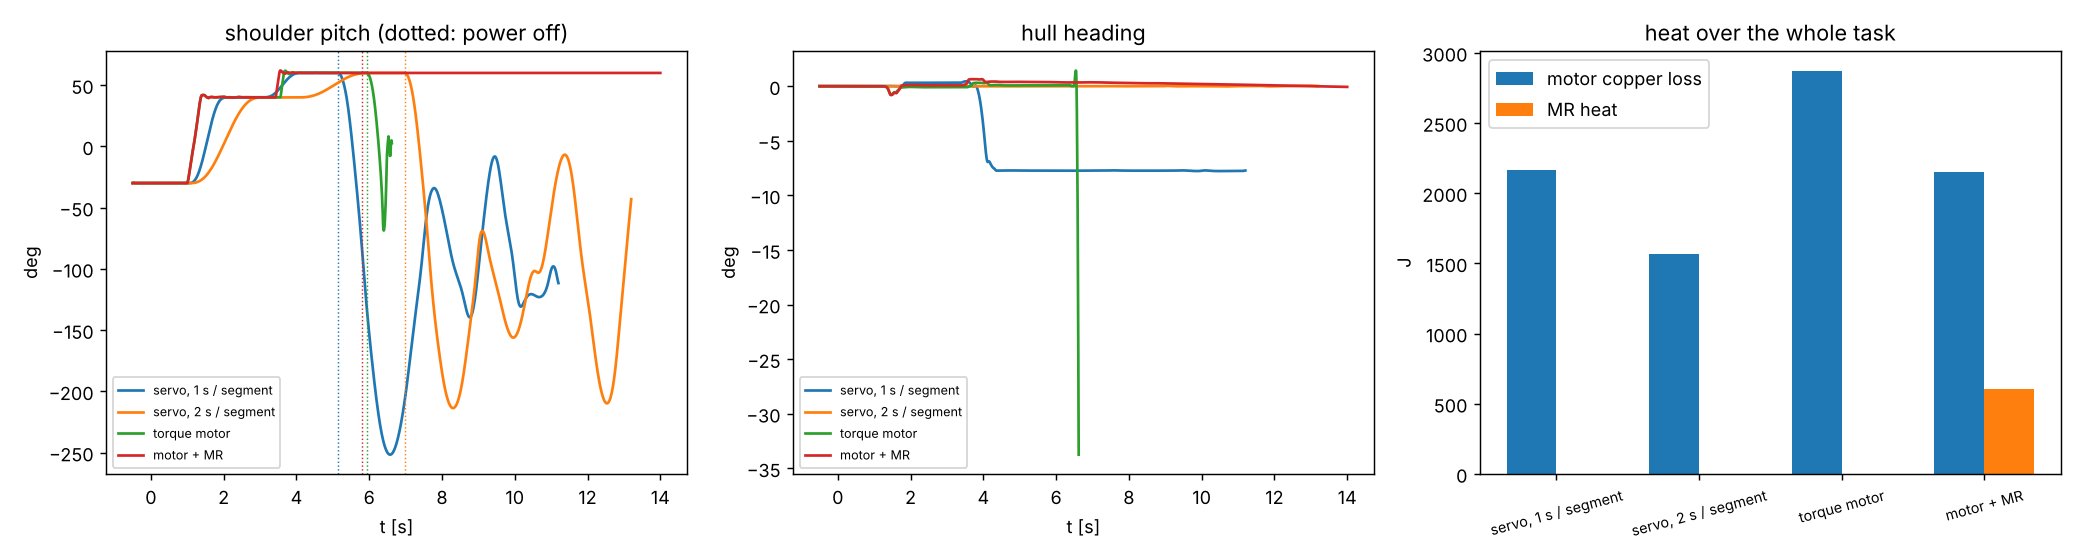 shoulder pitch (dotted: power off)
deg
50
0
−50
−100
−150
−200
−250
servo, 1 s / segment
servo, 2 s / segment
torque motor
motor + MR
0 2 4 6 8 10 12 14
t [s]
hull heading
deg
0
−5
−10
−15
−20
−25
−30
−35
servo, 1 s / segment
servo, 2 s / segment
torque motor
motor + MR
0 2 4 6 8 10 12 14
t [s]
heat over the whole task
J
3000
2500
2000
1500
1000
500
0
motor copper loss
MR heat
servo, 1 s / segment
servo, 2 s / segment
torque motor
motor + MR